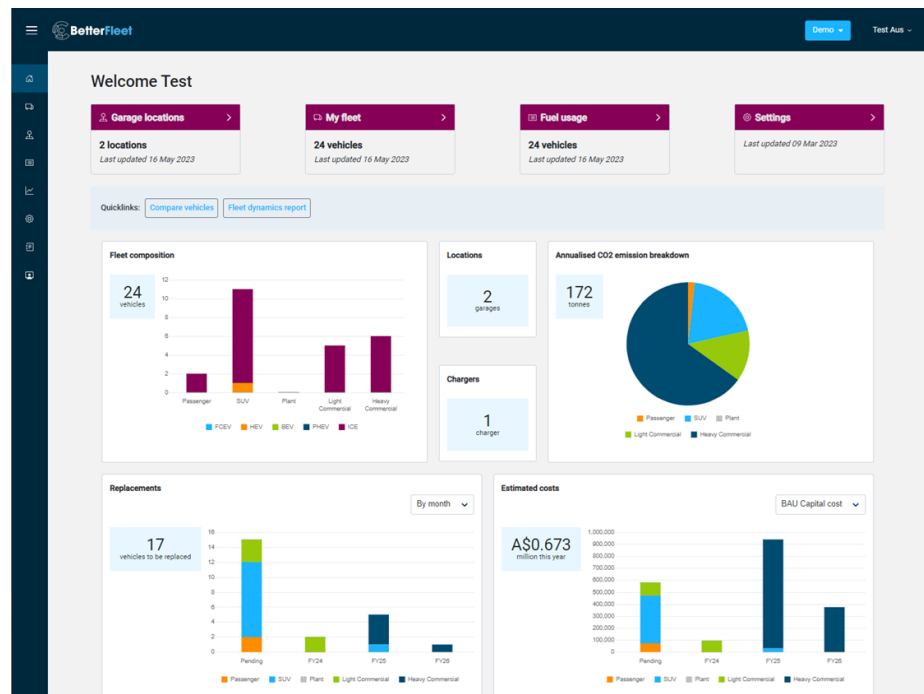 BetterFleet
Demo
Test Aus
Welcome Test
Garage locations
2 locations
Last updated 16 May 2023
My fleet
24 vehicles
Last updated 16 May 2023
Fuel usage
24 vehicles
Last updated 16 May 2023
Settings
Last updated 09 Mar 2023
Quicklinks: Compare vehicles Fleet dynamics report
Fleet composition
24
vehicles
12
10
8
6
4
2
0
Passenger SUV Plant Light Commercial Heavy Commercial
FCEV HEV BEV PHEV ICE
Locations
2
garages
Chargers
1
charger
Annualised CO2 emission breakdown
172
tonnes
Passenger SUV Plant
Light Commercial Heavy Commercial
Replacements
By month
17
vehicles to be replaced
16
14
12
10
8
6
4
2
0
Pending FY24 FY25 FY26
Passenger SUV Plant Light Commercial Heavy Commercial
Estimated costs
BAU Capital cost
A$0.673
million this year
1,000,000
900,000
800,000
700,000
600,000
500,000
400,000
300,000
200,000
100,000
0
Pending FY24 FY25 FY26
Passenger SUV Plant Light Commercial Heavy Commercial